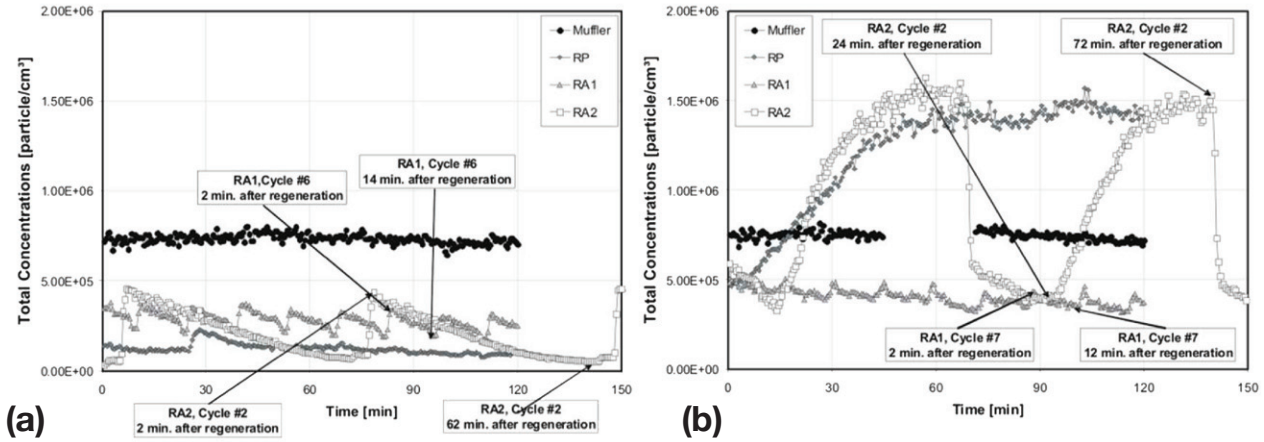 2.00E+06
1.50E+06
1.00E+06
5.00E+05
0.00E+00
Total Concentrations [particle/cm³]
Muffler
RP
RA1
RA2
RA1,Cycle #6
2 min. after regeneration
RA1, Cycle #6
14 min. after regeneration
0
30
60
90
120
150
Time [min]
RA2, Cycle #2
2 min. after regeneration
RA2, Cycle #2
62 min. after regeneration
(a)
2.00E+06
1.50E+06
1.00E+06
5.00E+05
0.00E+00
Total Concentrations [particle/cm³]
Muffler
RP
RA1
RA2
RA2, Cycle #2
24 min. after regeneration
RA2, Cycle #2
72 min. after regeneration
RA1, Cycle #7
2 min. after regeneration
RA1, Cycle #7
12 min. after regeneration
0
30
60
90
120
150
Time [min]
(b)